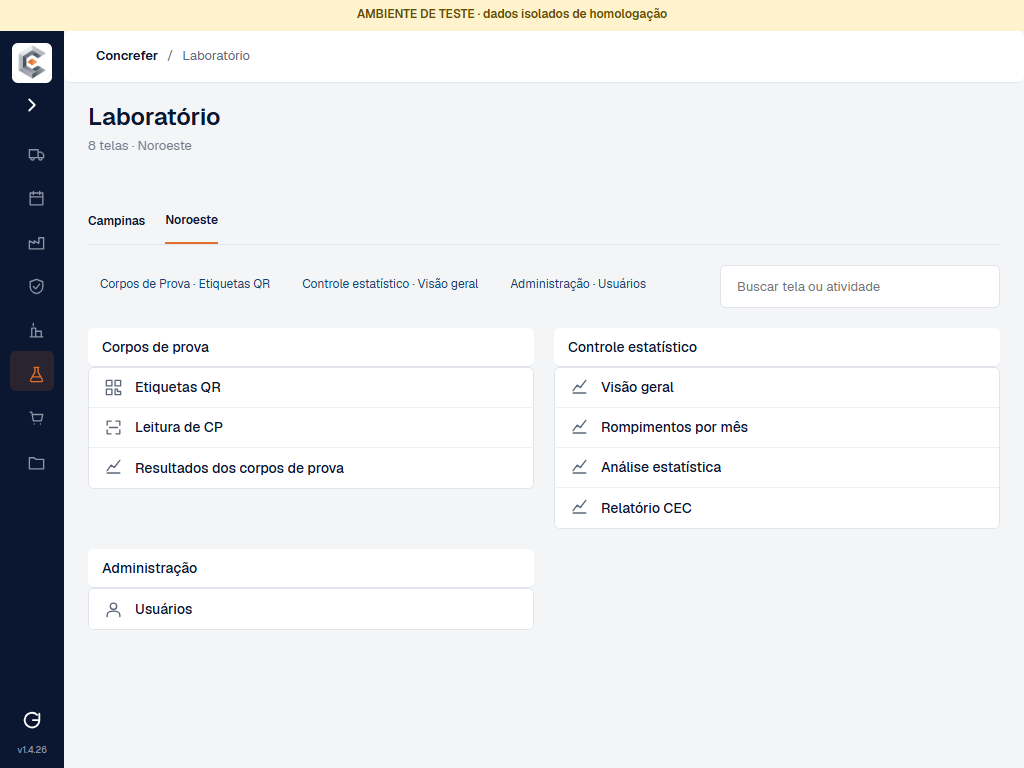 AMBIENTE DE TESTE · dados isolados de homologação
Concrefer / Laboratório
Laboratório
8 telas · Noroeste
Campinas
Noroeste
Corpos de Prova · Etiquetas QR
Controle estatístico · Visão geral
Administração · Usuários
Buscar tela ou atividade
Corpos de prova
Etiquetas QR
Leitura de CP
Resultados dos corpos de prova
Controle estatístico
Visão geral
Rompimentos por mês
Análise estatística
Relatório CEC
Administração
Usuários
v1.4.26